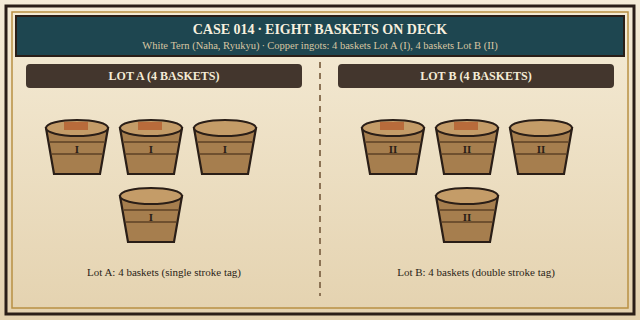 CASE 014 · EIGHT BASKETS ON DECK
White Tern (Naha, Ryukyu) · Copper ingots: 4 baskets Lot A (I), 4 baskets Lot B (II)
LOT A (4 BASKETS)
I I I
I
Lot A: 4 baskets (single stroke tag)
LOT B (4 BASKETS)
II II II
II
Lot B: 4 baskets (double stroke tag)